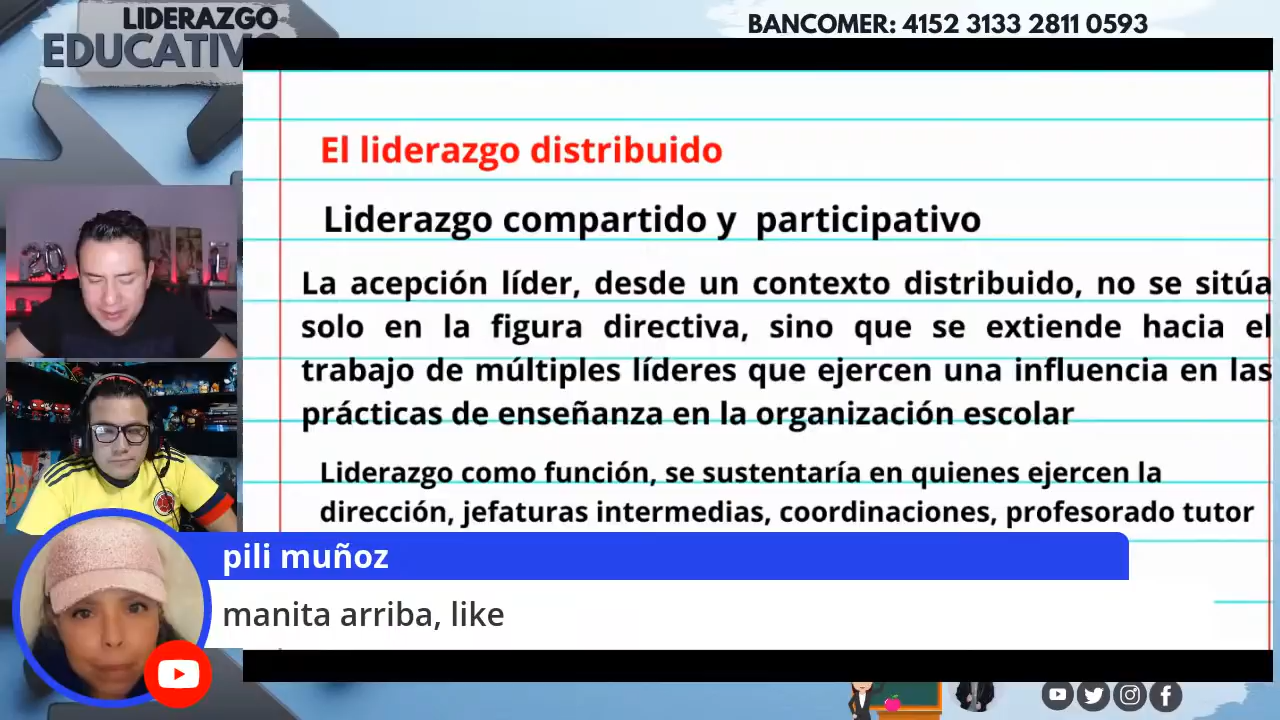 LIDERAZGO
EDUCATIV
BANCOMER: 4152 3133 2811 0593
El liderazgo distribuido
Liderazgo compartido y participativo
La acepción líder, desde un contexto distribuido, no se sitúa
solo en la figura directiva, sino que se extiende hacia el
trabajo de múltiples líderes que ejercen una influencia en las
prácticas de enseñanza en la organización escolar
Liderazgo como función, se sustentaría en quienes ejercen la
dirección, jefaturas intermedias, coordinaciones, profesorado tutor
20
pili muñoz
manita arriba, like